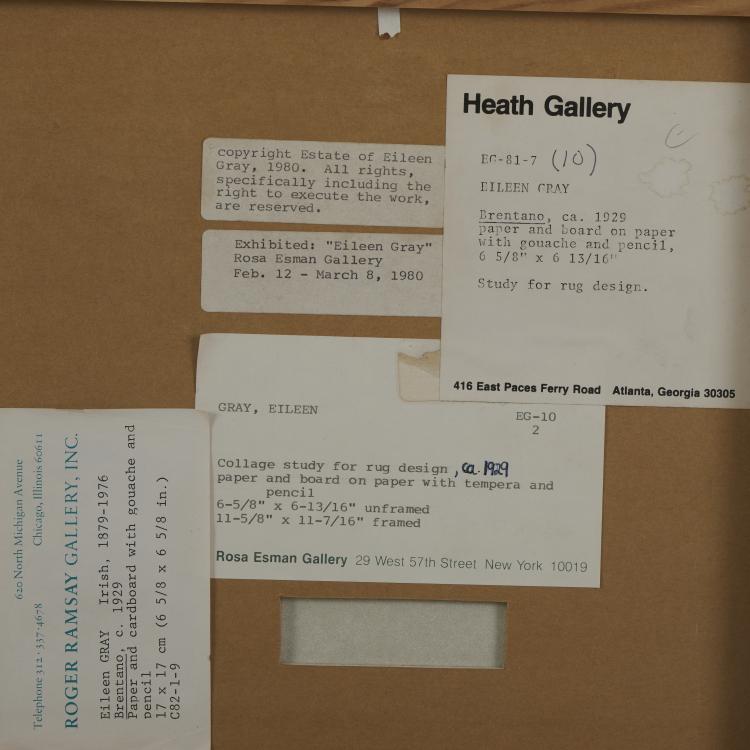 Heath Gallery
EG-81-7 (10)
EILEEN GRAY
Brentano, ca. 1929
paper and board on paper
with gouache and pencil,
6 5/8" x 6 13/16"
Study for rug design.
416 East Paces Ferry Road Atlanta, Georgia 30305
copyright Estate of Eileen
Gray, 1980. All rights,
specifically including the
right to execute the work,
are reserved.
Exhibited: "Eileen Gray"
Rosa Esman Gallery
Feb. 12 - March 8, 1980
GRAY, EILEEN
EG-10
2
Collage study for rug design, ca. 1929
paper and board on paper with tempera and
pencil
6-5/8" x 6-13/16" unframed
11-5/8" x 11-7/16" framed
Rosa Esman Gallery 29 West 57th Street New York 10019
620 North Michigan Avenue
Telephone 312·337·4678 Chicago, Illinois 60611
ROGER RAMSAY GALLERY, INC.
Eileen GRAY Irish, 1879-1976
Brentano, c. 1929
Paper and cardboard with gouache and
pencil
17 x 17 cm (6 5/8 x 6 5/8 in.)
C82-1-9